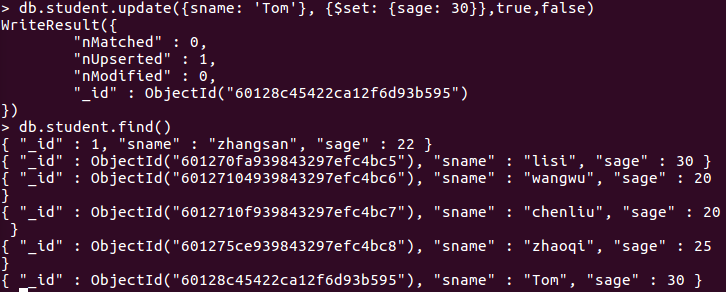 > db.student.update({sname: 'Tom'}, {$set: {sage: 30}},true,false)
WriteResult({
        "nMatched" : 0,
        "nUpserted" : 1,
        "nModified" : 0,
        "_id" : ObjectId("60128c45422ca12f6d93b595")
})
> db.student.find()
{ "_id" : 1, "sname" : "zhangsan", "sage" : 22 }
{ "_id" : ObjectId("601270fa939843297efc4bc5"), "sname" : "lisi", "sage" : 30 }
{ "_id" : ObjectId("60127104939843297efc4bc6"), "sname" : "wangwu", "sage" : 20
}
{ "_id" : ObjectId("6012710f939843297efc4bc7"), "sname" : "chenliu", "sage" : 20
 }
{ "_id" : ObjectId("601275ce939843297efc4bc8"), "sname" : "zhaoqi", "sage" : 25
}
{ "_id" : ObjectId("60128c45422ca12f6d93b595"), "sname" : "Tom", "sage" : 30 }